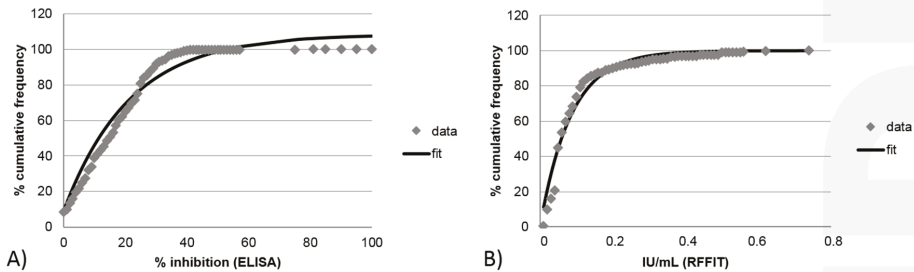 A)
% cumulative frequency
120
100
80
60
40
20
0
0 20 40 60 80 100
% inhibition (ELISA)
data
fit
B)
% cumulative frequency
120
100
80
60
40
20
0
0 0.2 0.4 0.6 0.8
IU/mL (RFFIT)
data
fit